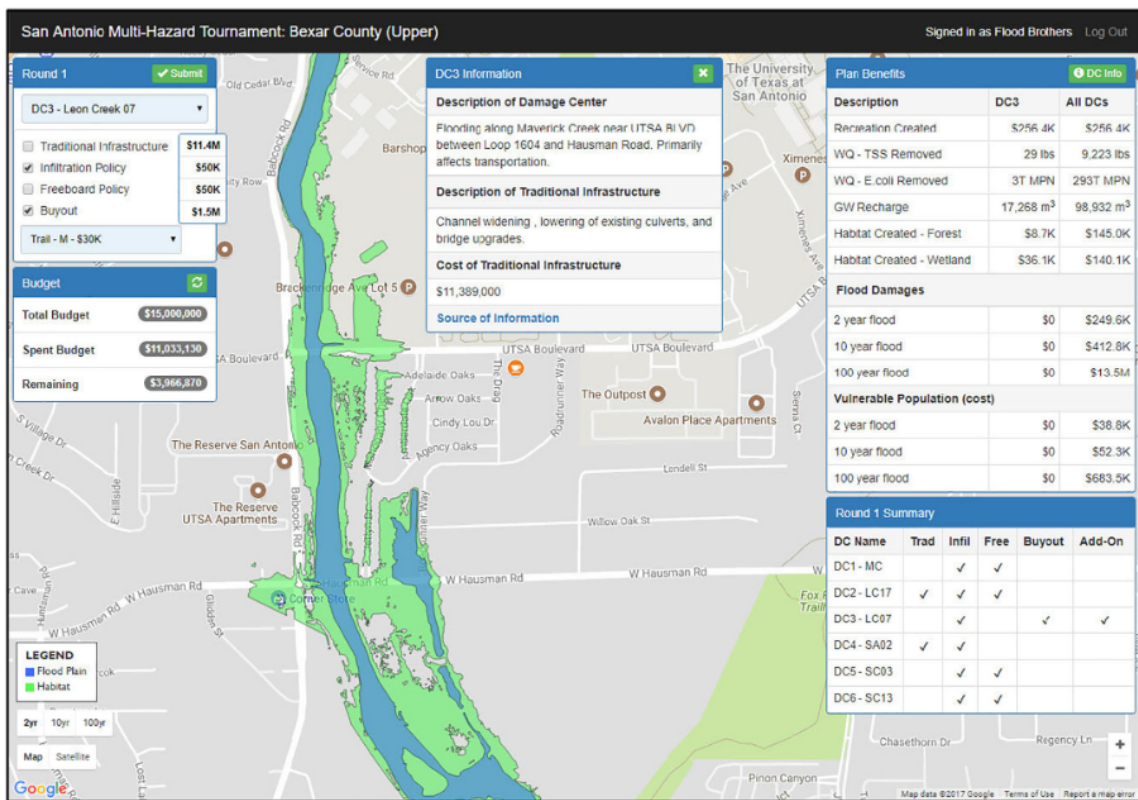 San Antonio Multi-Hazard Tournament: Bexar County (Upper)
Signed in as Flood Brothers Log Out
Round 1
Submit
DC3 - Leon Creek 07
Traditional Infrastructure $11.4M
Infiltration Policy $50K
Freeboard Policy $50K
Buyout $1.5M
Trail - M - $30K
Budget
Total Budget $15,000,000
Spent Budget $11,033,130
Remaining $3,966,870
DC3 Information
Description of Damage Center
Flooding along Maverick Creek near UTSA BLVD
between Loop 1604 and Hausman Road. Primarily
affects transportation.
Description of Traditional Infrastructure
Channel widening , lowering of existing culverts, and
bridge upgrades.
Cost of Traditional Infrastructure
$11,389,000
Source of Information
Plan Benefits
DC Info
Description DC3 All DCs
Recreation Created $256.4K $256.4K
WQ - TSS Removed 29 lbs 9,223 lbs
WQ - E.coli Removed 3T MPN 293T MPN
GW Recharge 17,268 m³ 98,932 m³
Habitat Created - Forest $8.7K $145.0K
Habitat Created - Wetland $36.1K $140.1K
Flood Damages
2 year flood $0 $249.6K
10 year flood $0 $412.8K
100 year flood $0 $13.5M
Vulnerable Population (cost)
2 year flood $0 $38.8K
10 year flood $0 $52.3K
100 year flood $0 $683.5K
Round 1 Summary
DC Name Trad Infil Free Buyout Add-On
DC1 - MC ✓ ✓
DC2 - LC17 ✓ ✓ ✓
DC3 - LC07 ✓ ✓ ✓
DC4 - SA02 ✓ ✓
DC5 - SC03 ✓ ✓
DC6 - SC13 ✓ ✓
Service Rd
Old Cedar Blvd
Babcock Rd
Barshop
The University
of Texas at
San Antonio
Ximenes Ave
Brackenridge Ave Lot 5
P
UTSA Boulevard
UTSA Boulevard
Adelaide Oaks
Arrow Oaks
Cindy Lou Dr
Agency Oaks
The Drag
Roadrunner Way
The Outpost
Avalon Place Apartments
Senna Ct
S Village Dr
The Reserve San Antonio
The Reserve
UTSA Apartments
Babcock Rd
E Hillside
Lendell St
Willow Oak St
W Hausman Rd
W Hausman Rd
Hausman Rd
Corner Store
Glidden St
W Hausman Rd
LEGEND
Flood Plain
Habitat
2yr 10yr 100yr
Map Satellite
Google
Chasethorn Dr
Regency Ln
Pinon Canyon
+
−
Map data ©2017 Google Terms of Use Report a map error